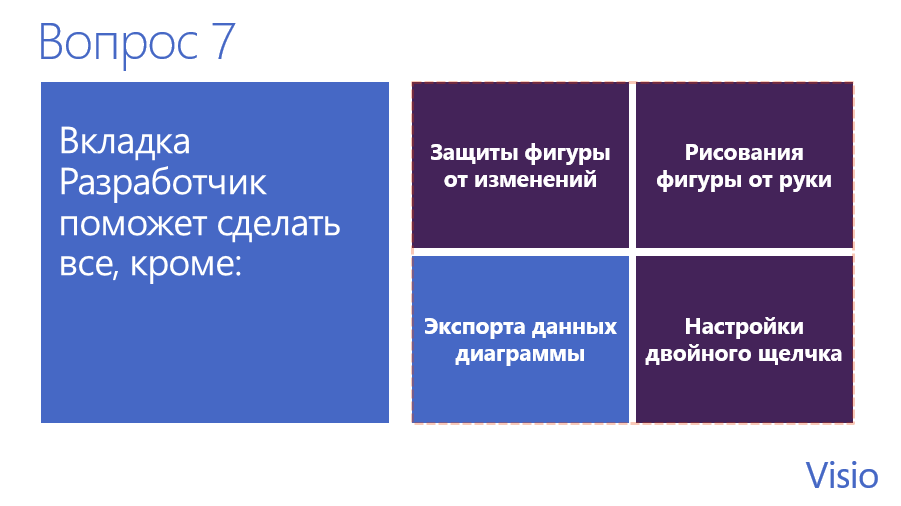 Вопрос 7
Вкладка
Разработчик
поможет сделать
все, кроме:
Защиты фигуры
от изменений
Рисования
фигуры от руки
Экспорта данных
диаграммы
Настройки
двойного щелчка
Visio